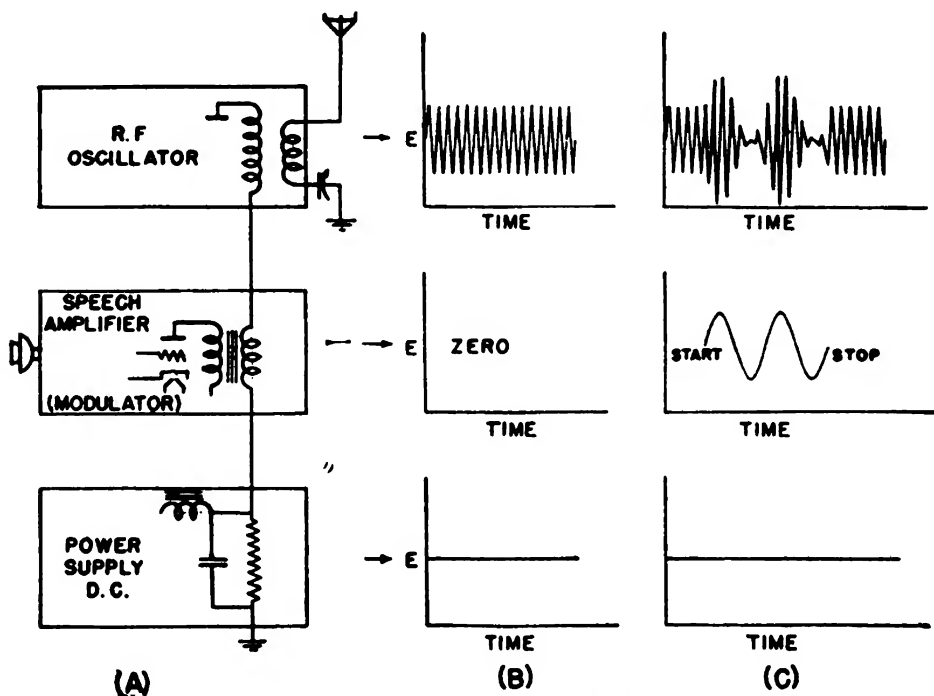 R.F
OSCILLATOR
E
TIME
TIME
SPEECH
AMPLIFIER
(MODULATOR)
E
ZERO
TIME
START
STOP
TIME
POWER
SUPPLY
D.C.
E
TIME
TIME
(A)
(B)
(C)